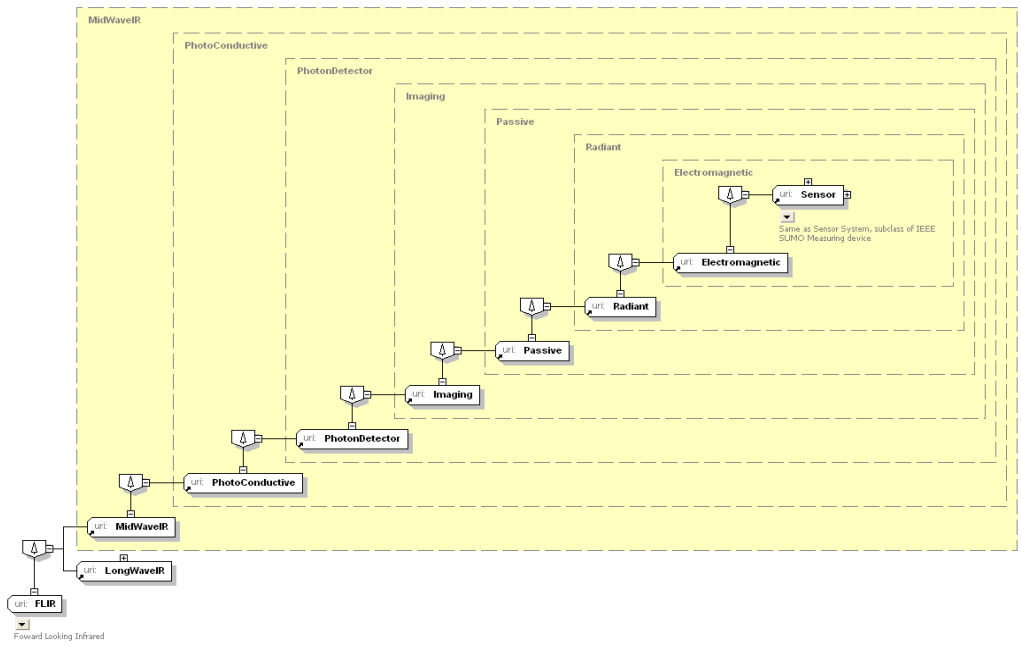 MidWaveIR
PhotoConductive
PhotonDetector
Imaging
Passive
Radiant
Electromagnetic
uri: Sensor
Same as Sensor System, subclass of IEEE
SUMO Measuring device
uri: Electromagnetic
uri: Radiant
uri: Passive
uri: Imaging
uri: PhotonDetector
uri: PhotoConductive
uri: MidWaveIR
uri: LongWaveIR
uri: FLIR
Foward Looking Infrared